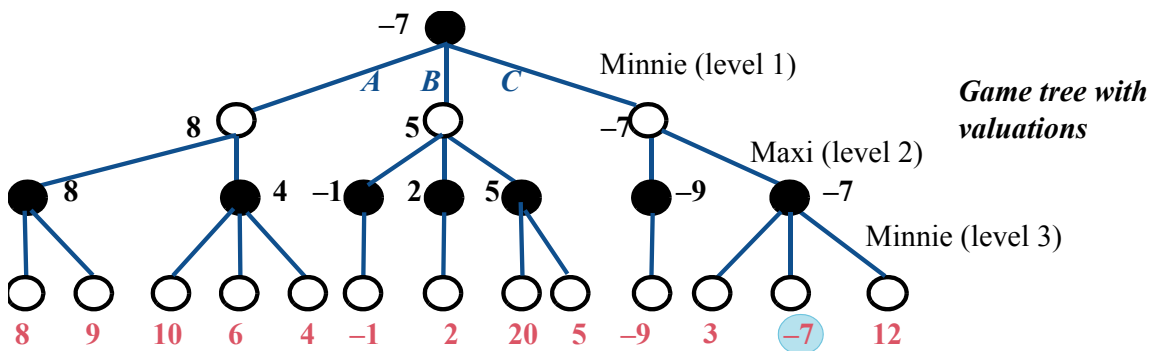 –7
Minnie (level 1)
A B C
Game tree with
valuations
8 5 –7
Maxi (level 2)
8 4 –1 2 5 –9 –7
Minnie (level 3)
8 9 10 6 4 –1 2 20 5 –9 3 –7 12